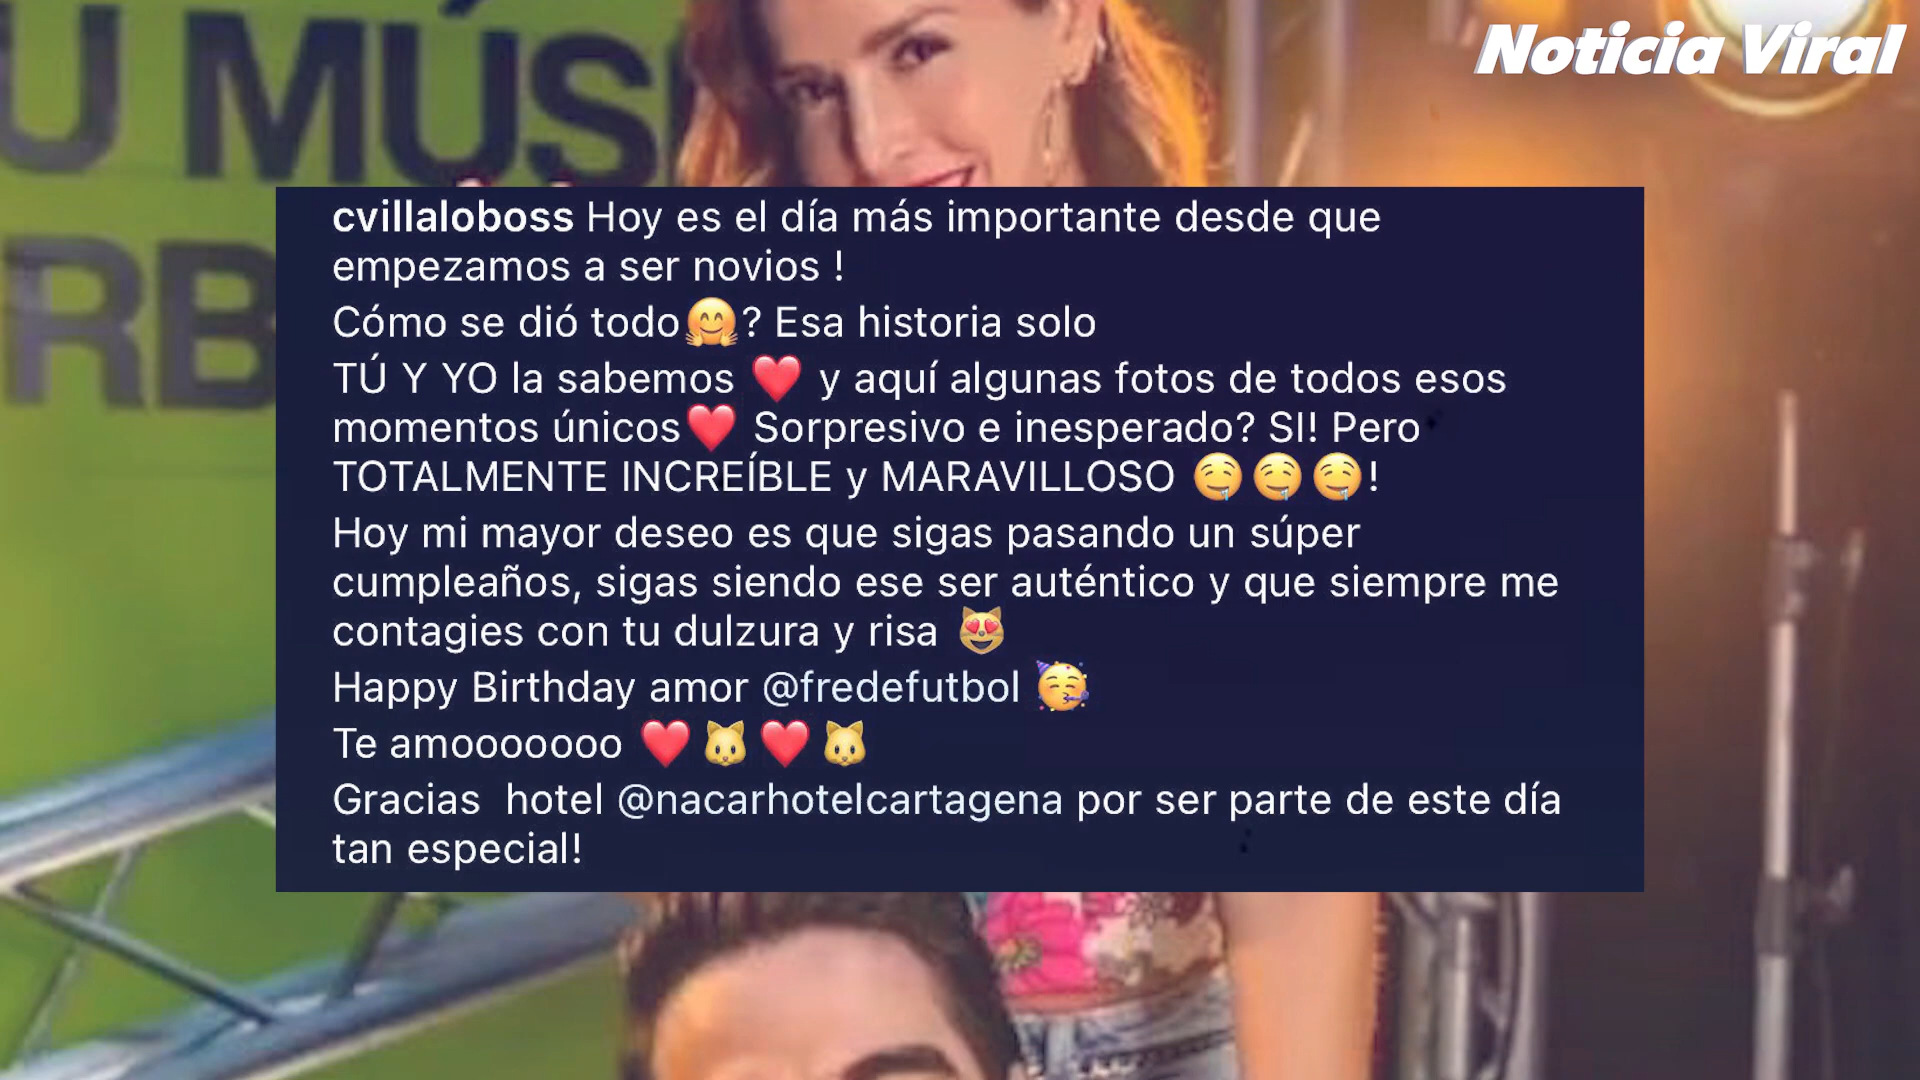 U MÚS
RB
Noticia Viral
cvillaloboss Hoy es el día más importante desde que
empezamos a ser novios !
Cómo se dió todo🤗? Esa historia solo
TÚ Y YO la sabemos ❤️ y aquí algunas fotos de todos esos
momentos únicos❤️ Sorpresivo e inesperado? SI! Pero
TOTALMENTE INCREÍBLE y MARAVILLOSO 🤤🤤🤤!
Hoy mi mayor deseo es que sigas pasando un súper
cumpleaños, sigas siendo ese ser auténtico y que siempre me
contagies con tu dulzura y risa 😻
Happy Birthday amor @fredefutbol 🥳
Te amooooooo ❤️🐱❤️🐱
Gracias  hotel @nacarhotelcartagena por ser parte de este día
tan especial!